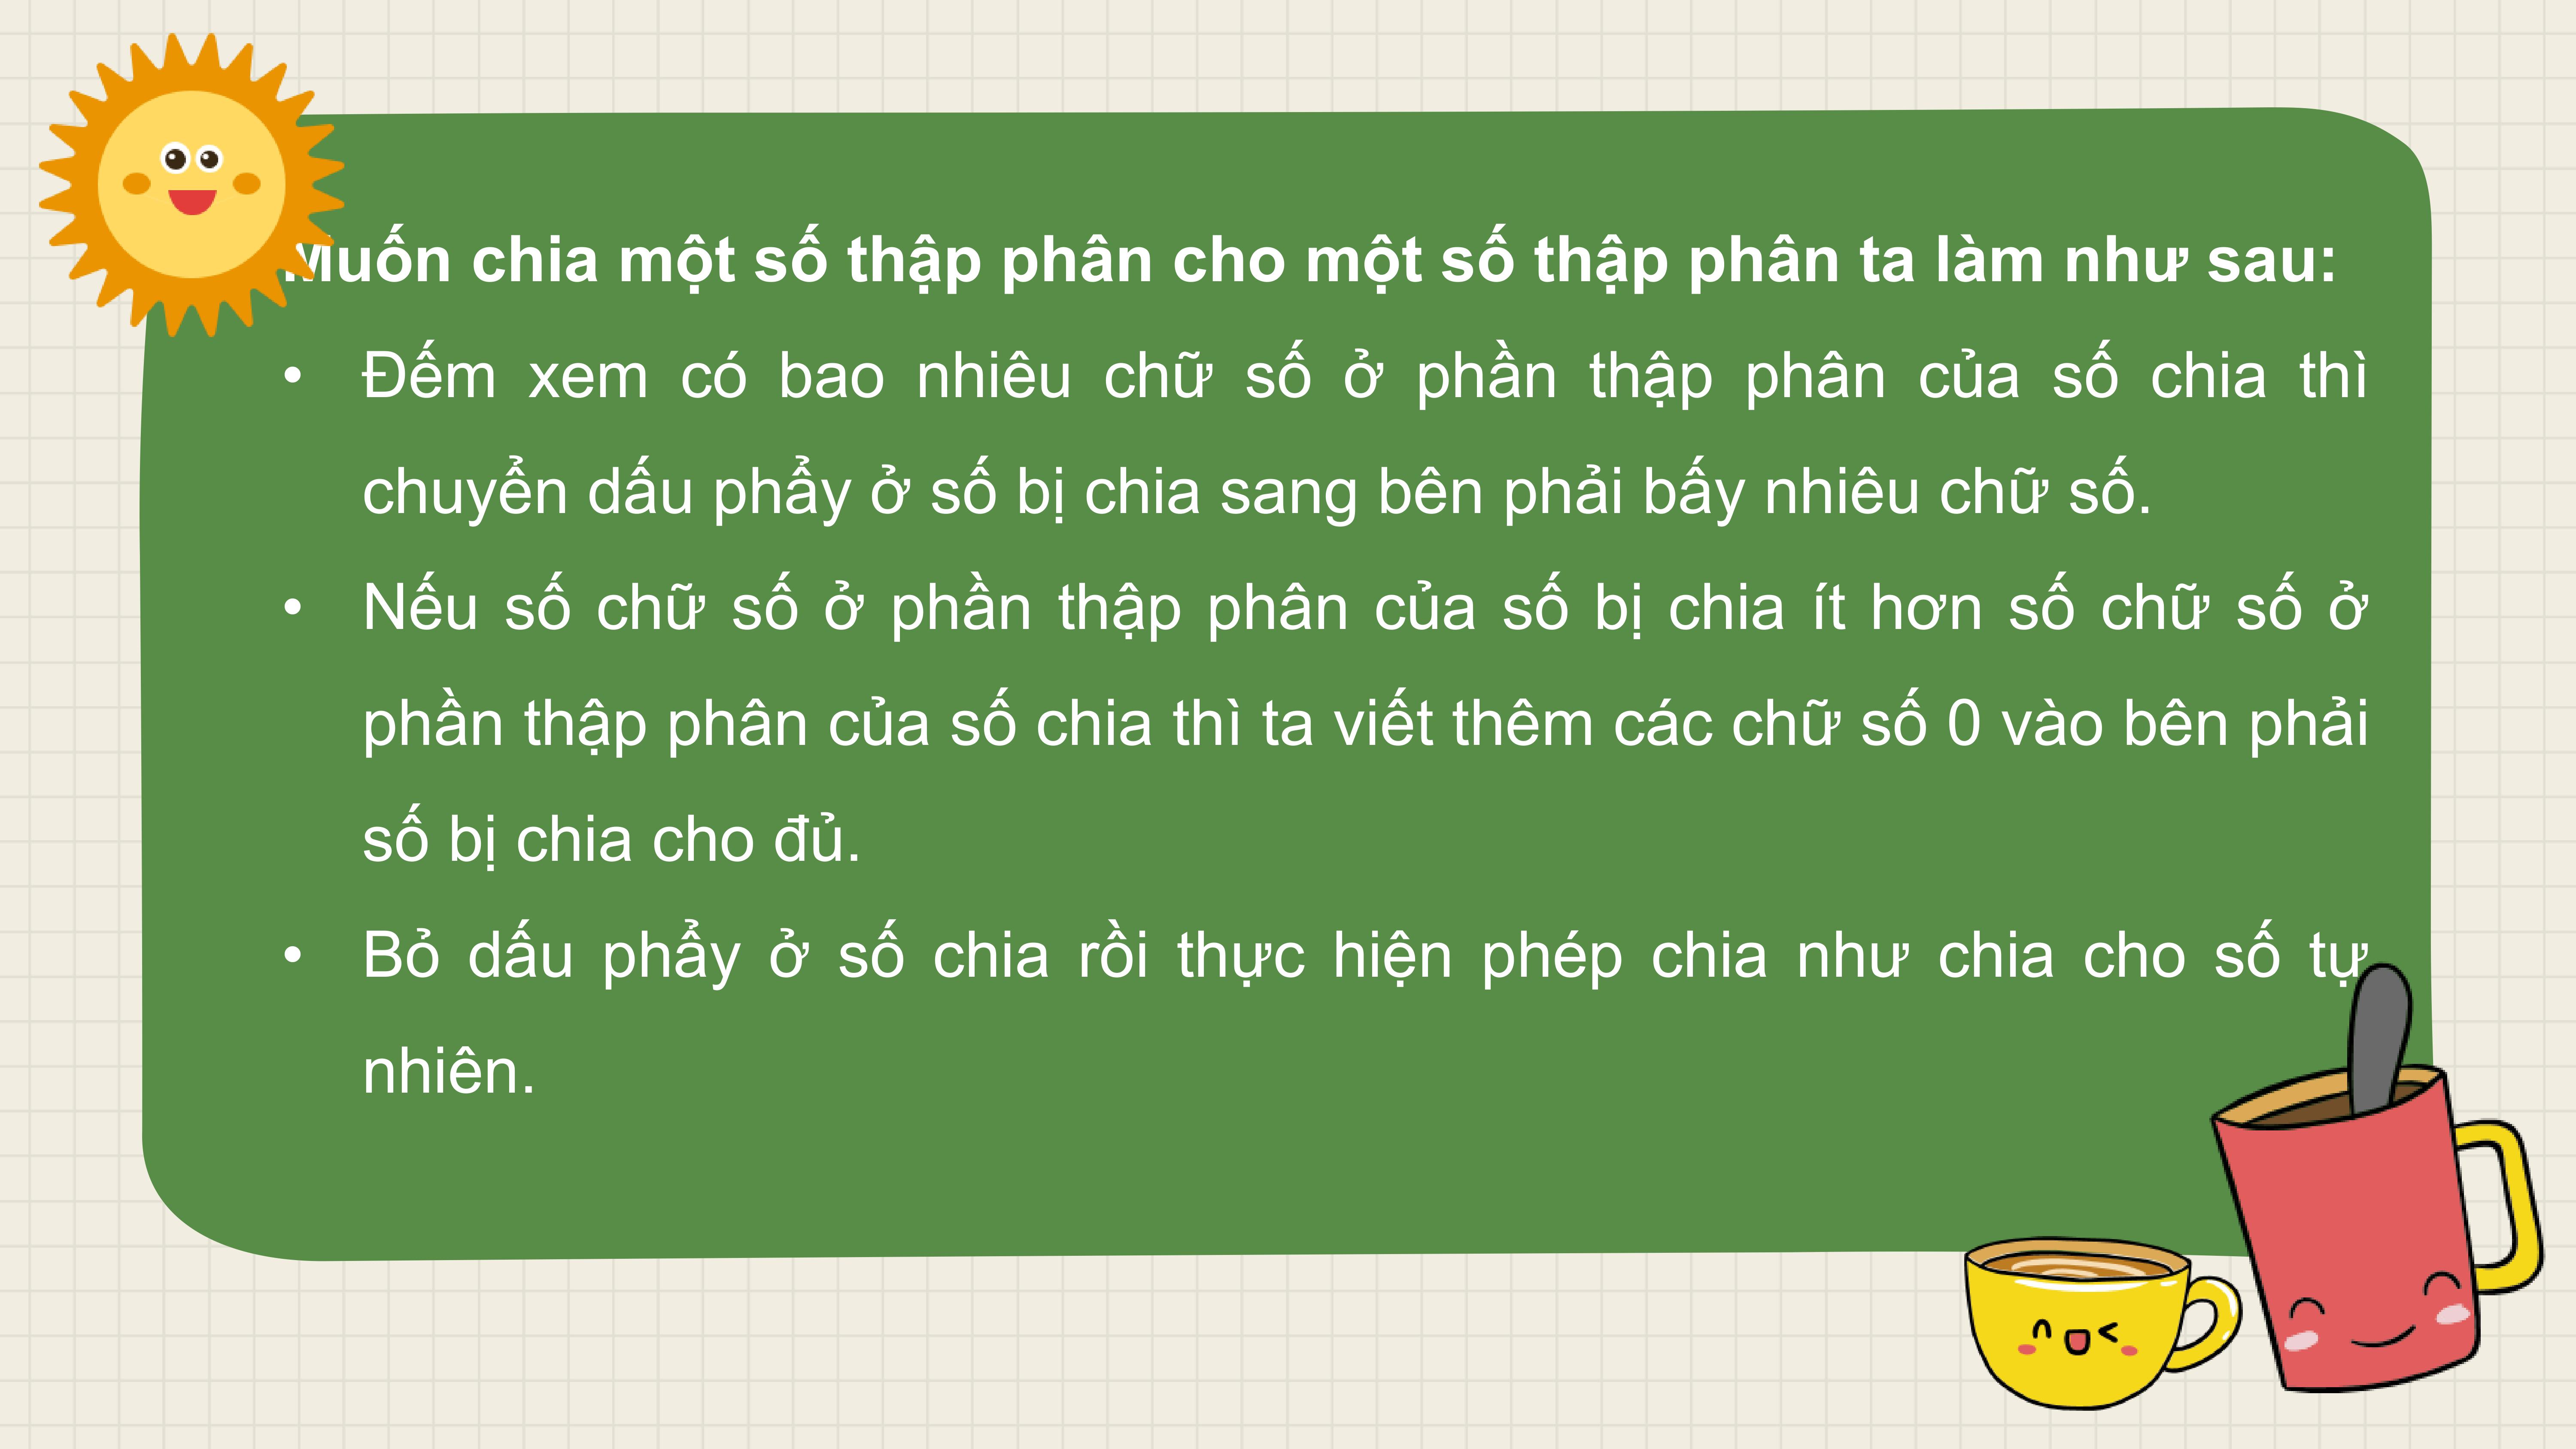 Muốn chia một số thập phân cho một số thập phân ta làm như sau:
• Đếm xem có bao nhiêu chữ số ở phần thập phân của số chia thì
chuyển dấu phẩy ở số bị chia sang bên phải bấy nhiêu chữ số.
• Nếu số chữ số ở phần thập phân của số bị chia ít hơn số chữ số ở
phần thập phân của số chia thì ta viết thêm các chữ số 0 vào bên phải
số bị chia cho đủ.
• Bỏ dấu phẩy ở số chia rồi thực hiện phép chia như chia cho số tự
nhiên.